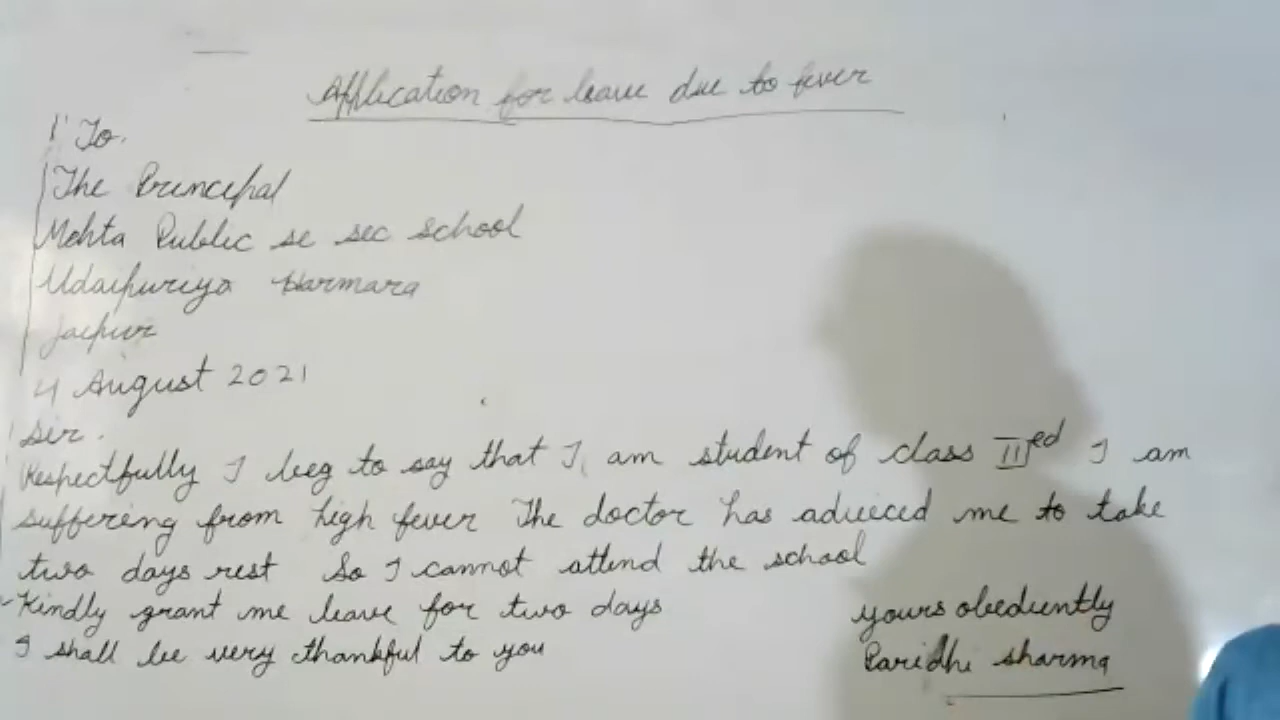 Application for leave due to fever
To.
The Principal
Mehta Public se sec school
Udaipuriya Harmara
Jaipur
4 August 2021
Sir.
Respectfully I beg to say that I am student of class IIed I am
suffering from high fever The doctor has adviced me to take
two days rest So I cannot attend the school
Kindly grant me leave for two days
I shall be very thankful to you
yours obediently
Paridhi sharma